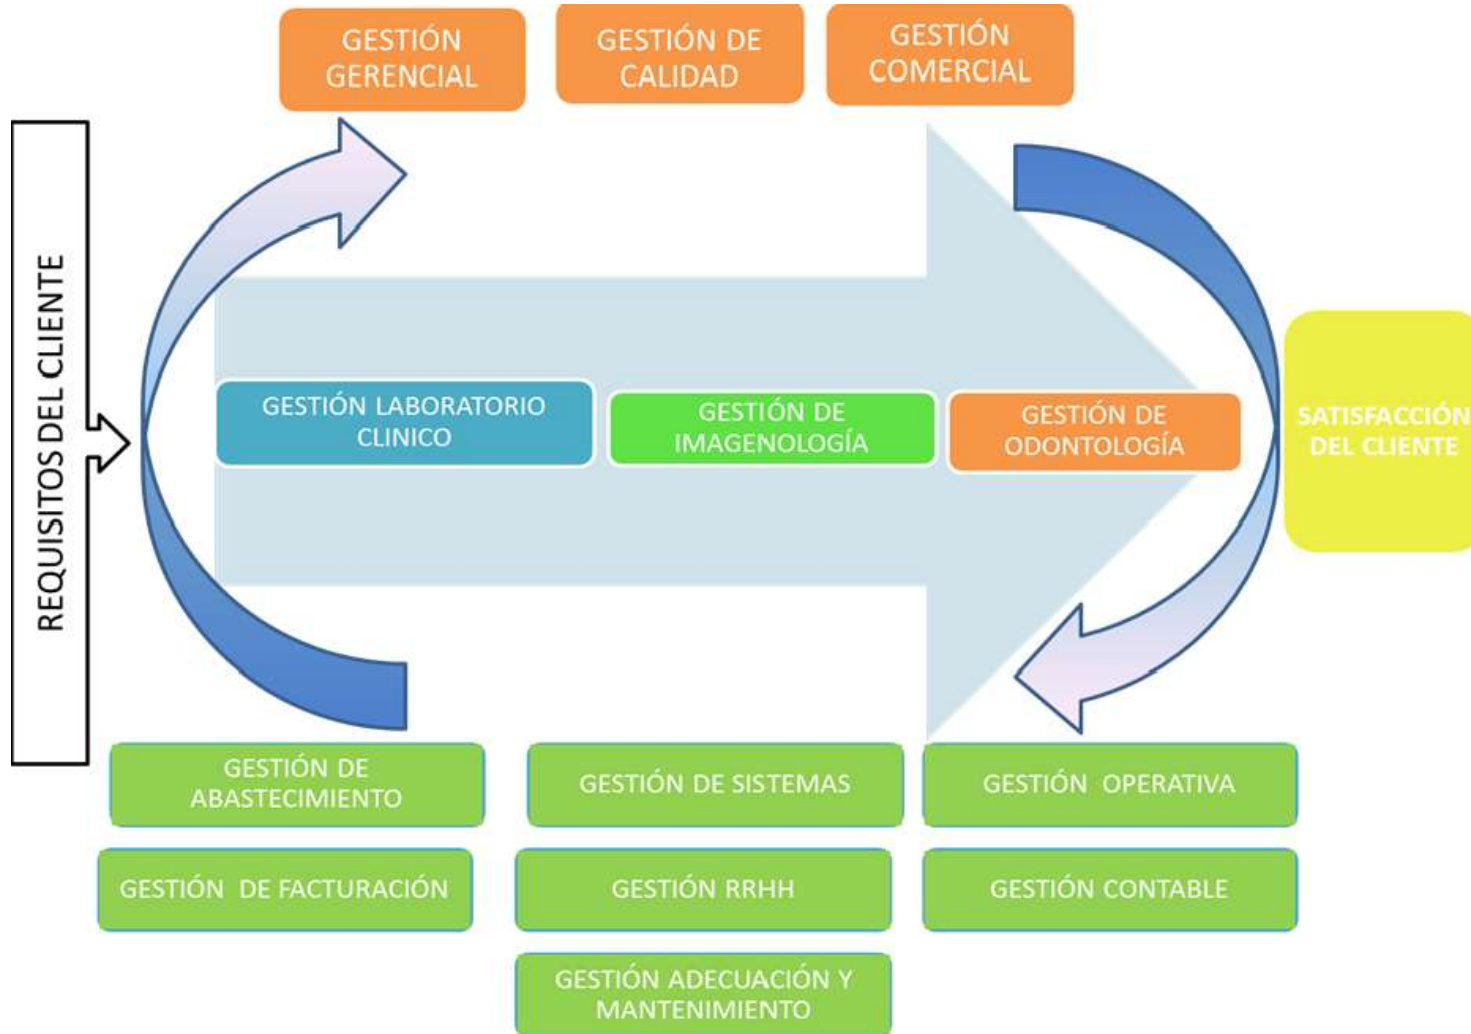 GESTIÓN
GERENCIAL
GESTIÓN DE
CALIDAD
GESTIÓN
COMERCIAL
REQUISITOS DEL CLIENTE
GESTIÓN LABORATORIO
CLINICO
GESTIÓN DE
IMAGENOLOGÍA
GESTIÓN DE
ODONTOLOGÍA
SATISFACCIÓN
DEL CLIENTE
GESTIÓN DE
ABASTECIMIENTO
GESTIÓN DE SISTEMAS
GESTIÓN OPERATIVA
GESTIÓN DE FACTURACIÓN
GESTIÓN RRHH
GESTIÓN CONTABLE
GESTIÓN ADECUACIÓN Y
MANTENIMIENTO